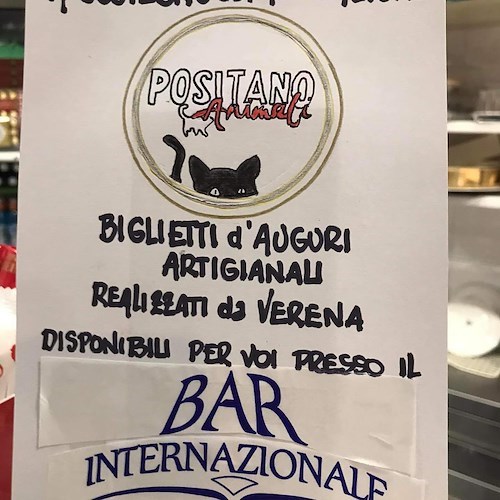 POSITANO
Animali
BIGLIETTI d'AUGURI
ARTIGIANALI
REALIZZATI da VERENA
DISPONIBILI PER VOI PRESSO IL
BAR
INTERNAZIONALE